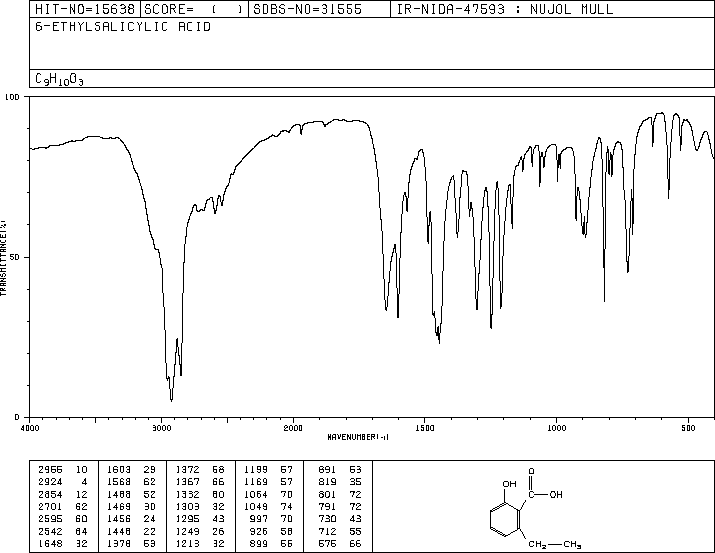 HIT-NO=15638 SCORE= ( ) SDBS-NO=31555 IR-NIDA-47593 : NUJOL MULL
6-ETHYLSALICYLIC ACID
C9H10O3
100
50
0
TRANSMITTANCE(%)
4000 3000 2000 1500 1000 500
WAVENUMBER(-1)
2955 10 1603 29 1372 68 1199 57 891 53
2924 4 1568 62 1367 66 1169 57 819 35
2854 12 1488 52 1332 60 1064 70 801 72
2701 62 1469 30 1303 32 1049 74 791 72
2595 60 1456 24 1295 43 997 70 730 43
2542 64 1448 22 1249 26 926 58 712 55
1648 32 1378 53 1213 32 899 55 575 66
OH
O
C
OH
CH2 CH3